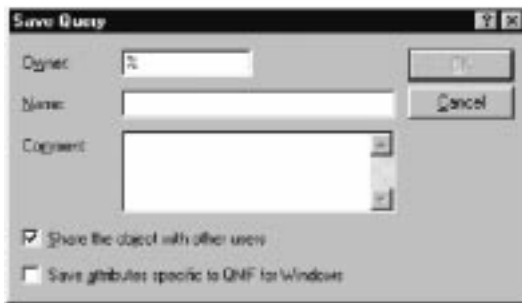 Save Query
Owner:
OK
Name:
Cancel
Comment:
Share the object with other users
Save attributes specific to QMF for Windows